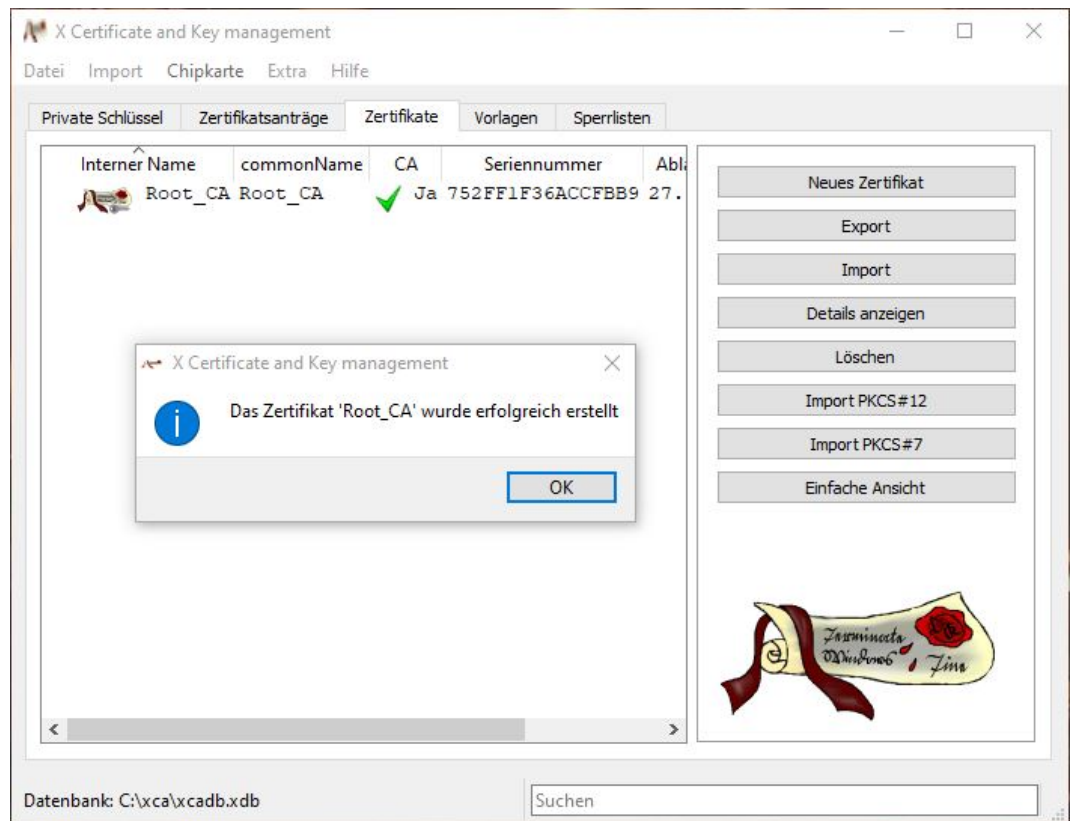 X Certificate and Key management
Datei Import Chipkarte Extra Hilfe
Private Schlüssel Zertifikatsanträge Zertifikate Vorlagen Sperrlisten
Interner Name commonName CA Seriennummer Abla
Root_CA Root_CA Ja 752FF1F36ACCFBB9 27.
Neues Zertifikat
Export
Import
Details anzeigen
Löschen
Import PKCS#12
Import PKCS#7
Einfache Ansicht
X Certificate and Key management
Das Zertifikat 'Root_CA' wurde erfolgreich erstellt
OK
Datenbank: C:\xca\xcadb.xdb
Suchen